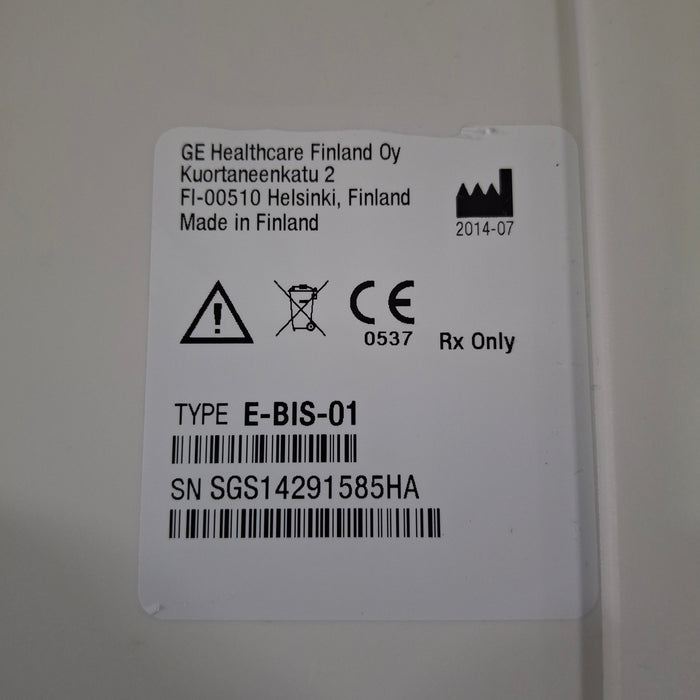 GE Healthcare Finland Oy
Kuortaneenkatu 2
FI-00510 Helsinki, Finland
Made in Finland
2014-07
CE
0537
Rx Only
TYPE E-BIS-01
SN SGS14291585HA